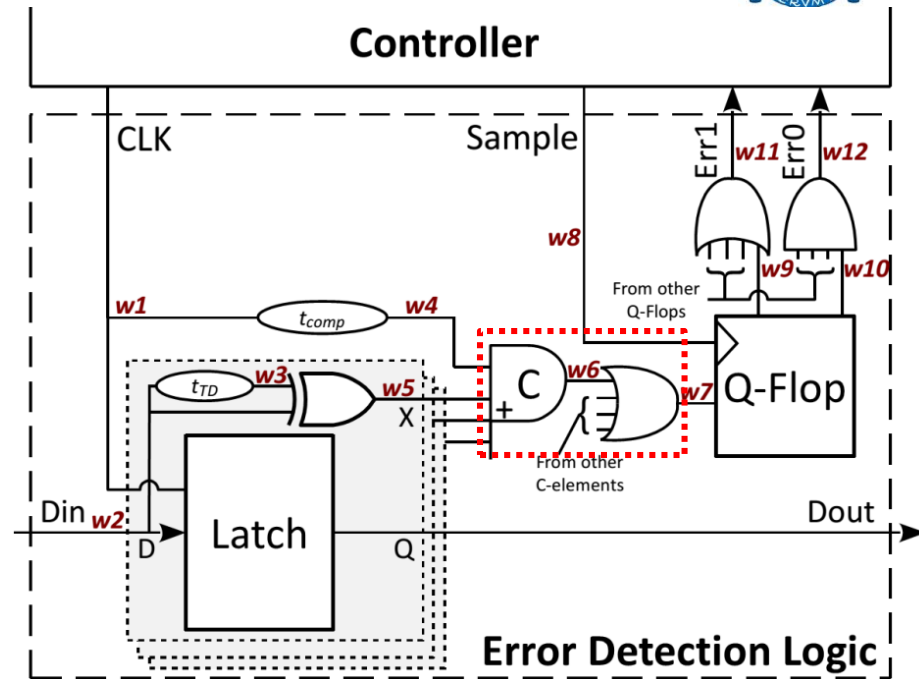 Controller
CLK
Sample
Err1
w11
Err0
w12
w8
w9
w10
From other
Q-Flops
w1
t_comp
w4
t_TD
w3
w5
X
C
+
w6
w7
Q-Flop
From other
C-elements
Din
w2
D
Latch
Q
Dout
Error Detection Logic